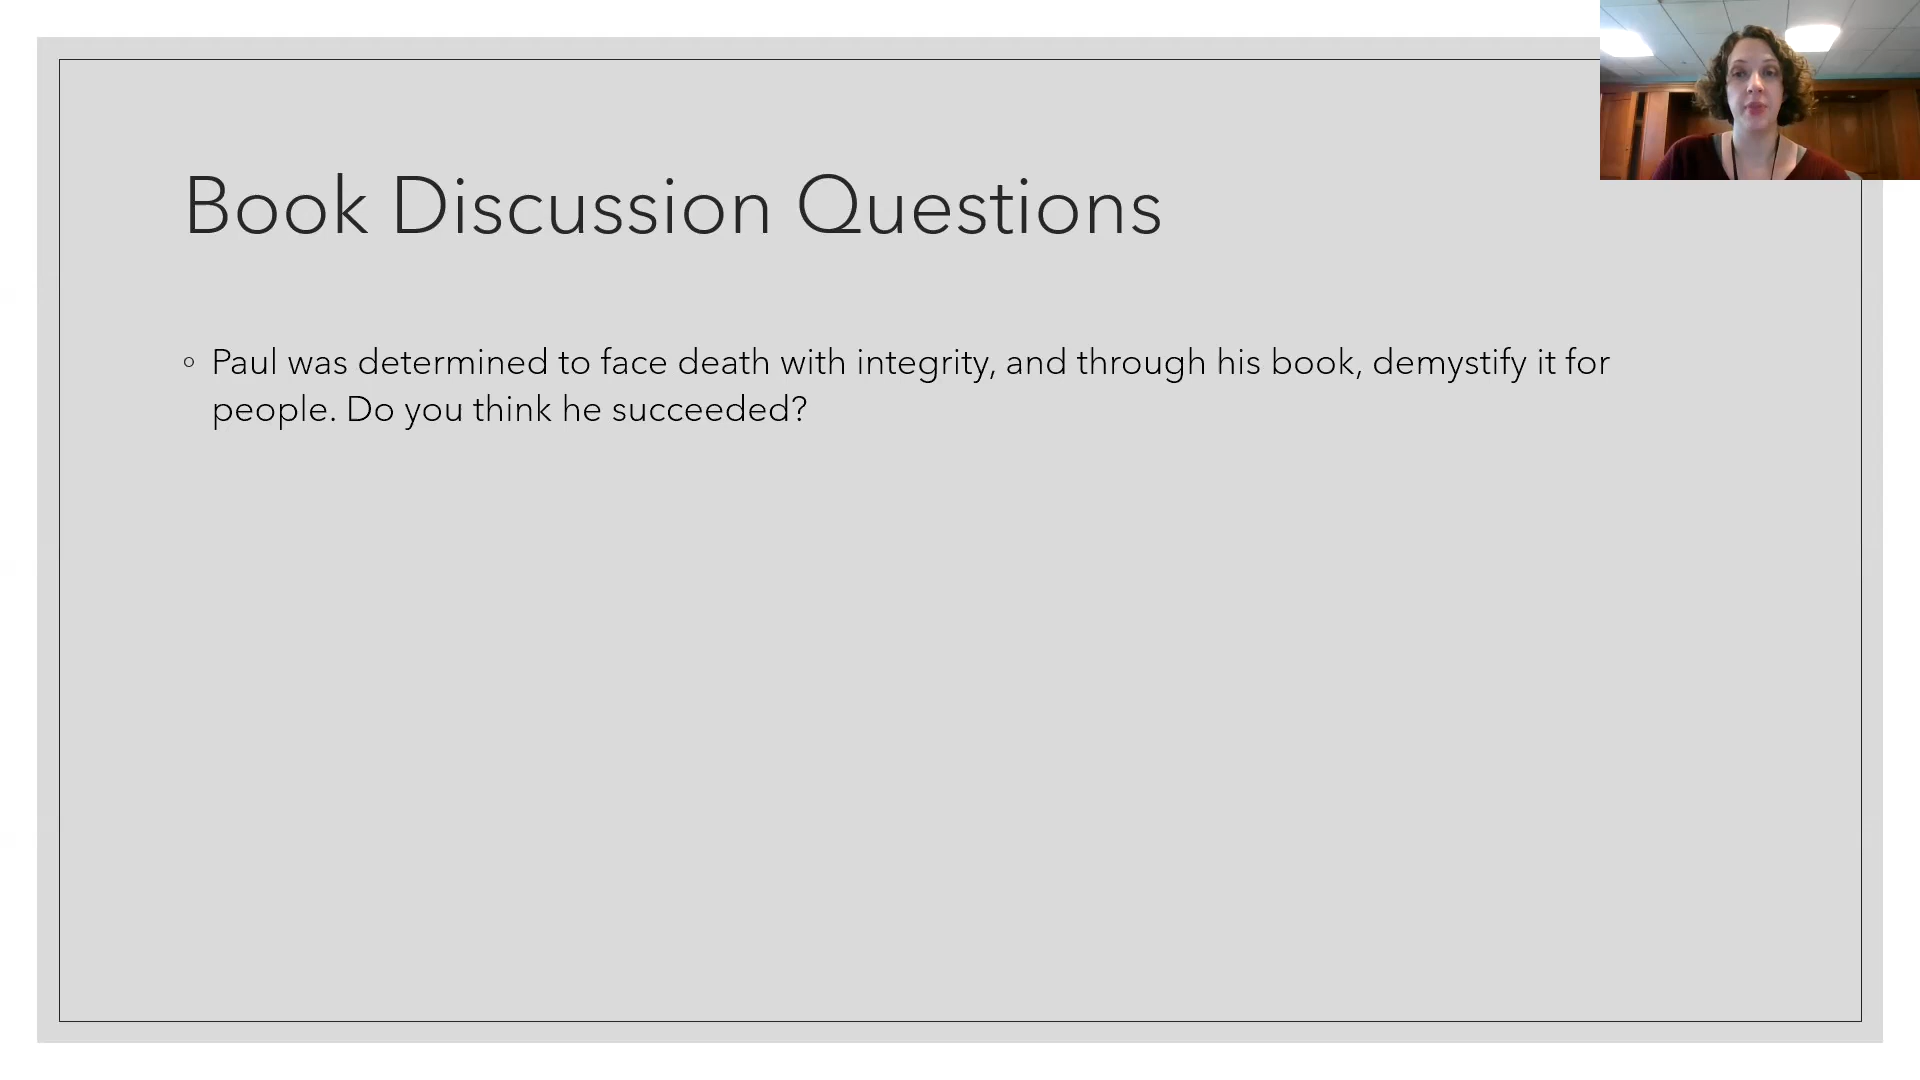 Book Discussion Questions
Paul was determined to face death with integrity, and through his book, demystify it for
people. Do you think he succeeded?